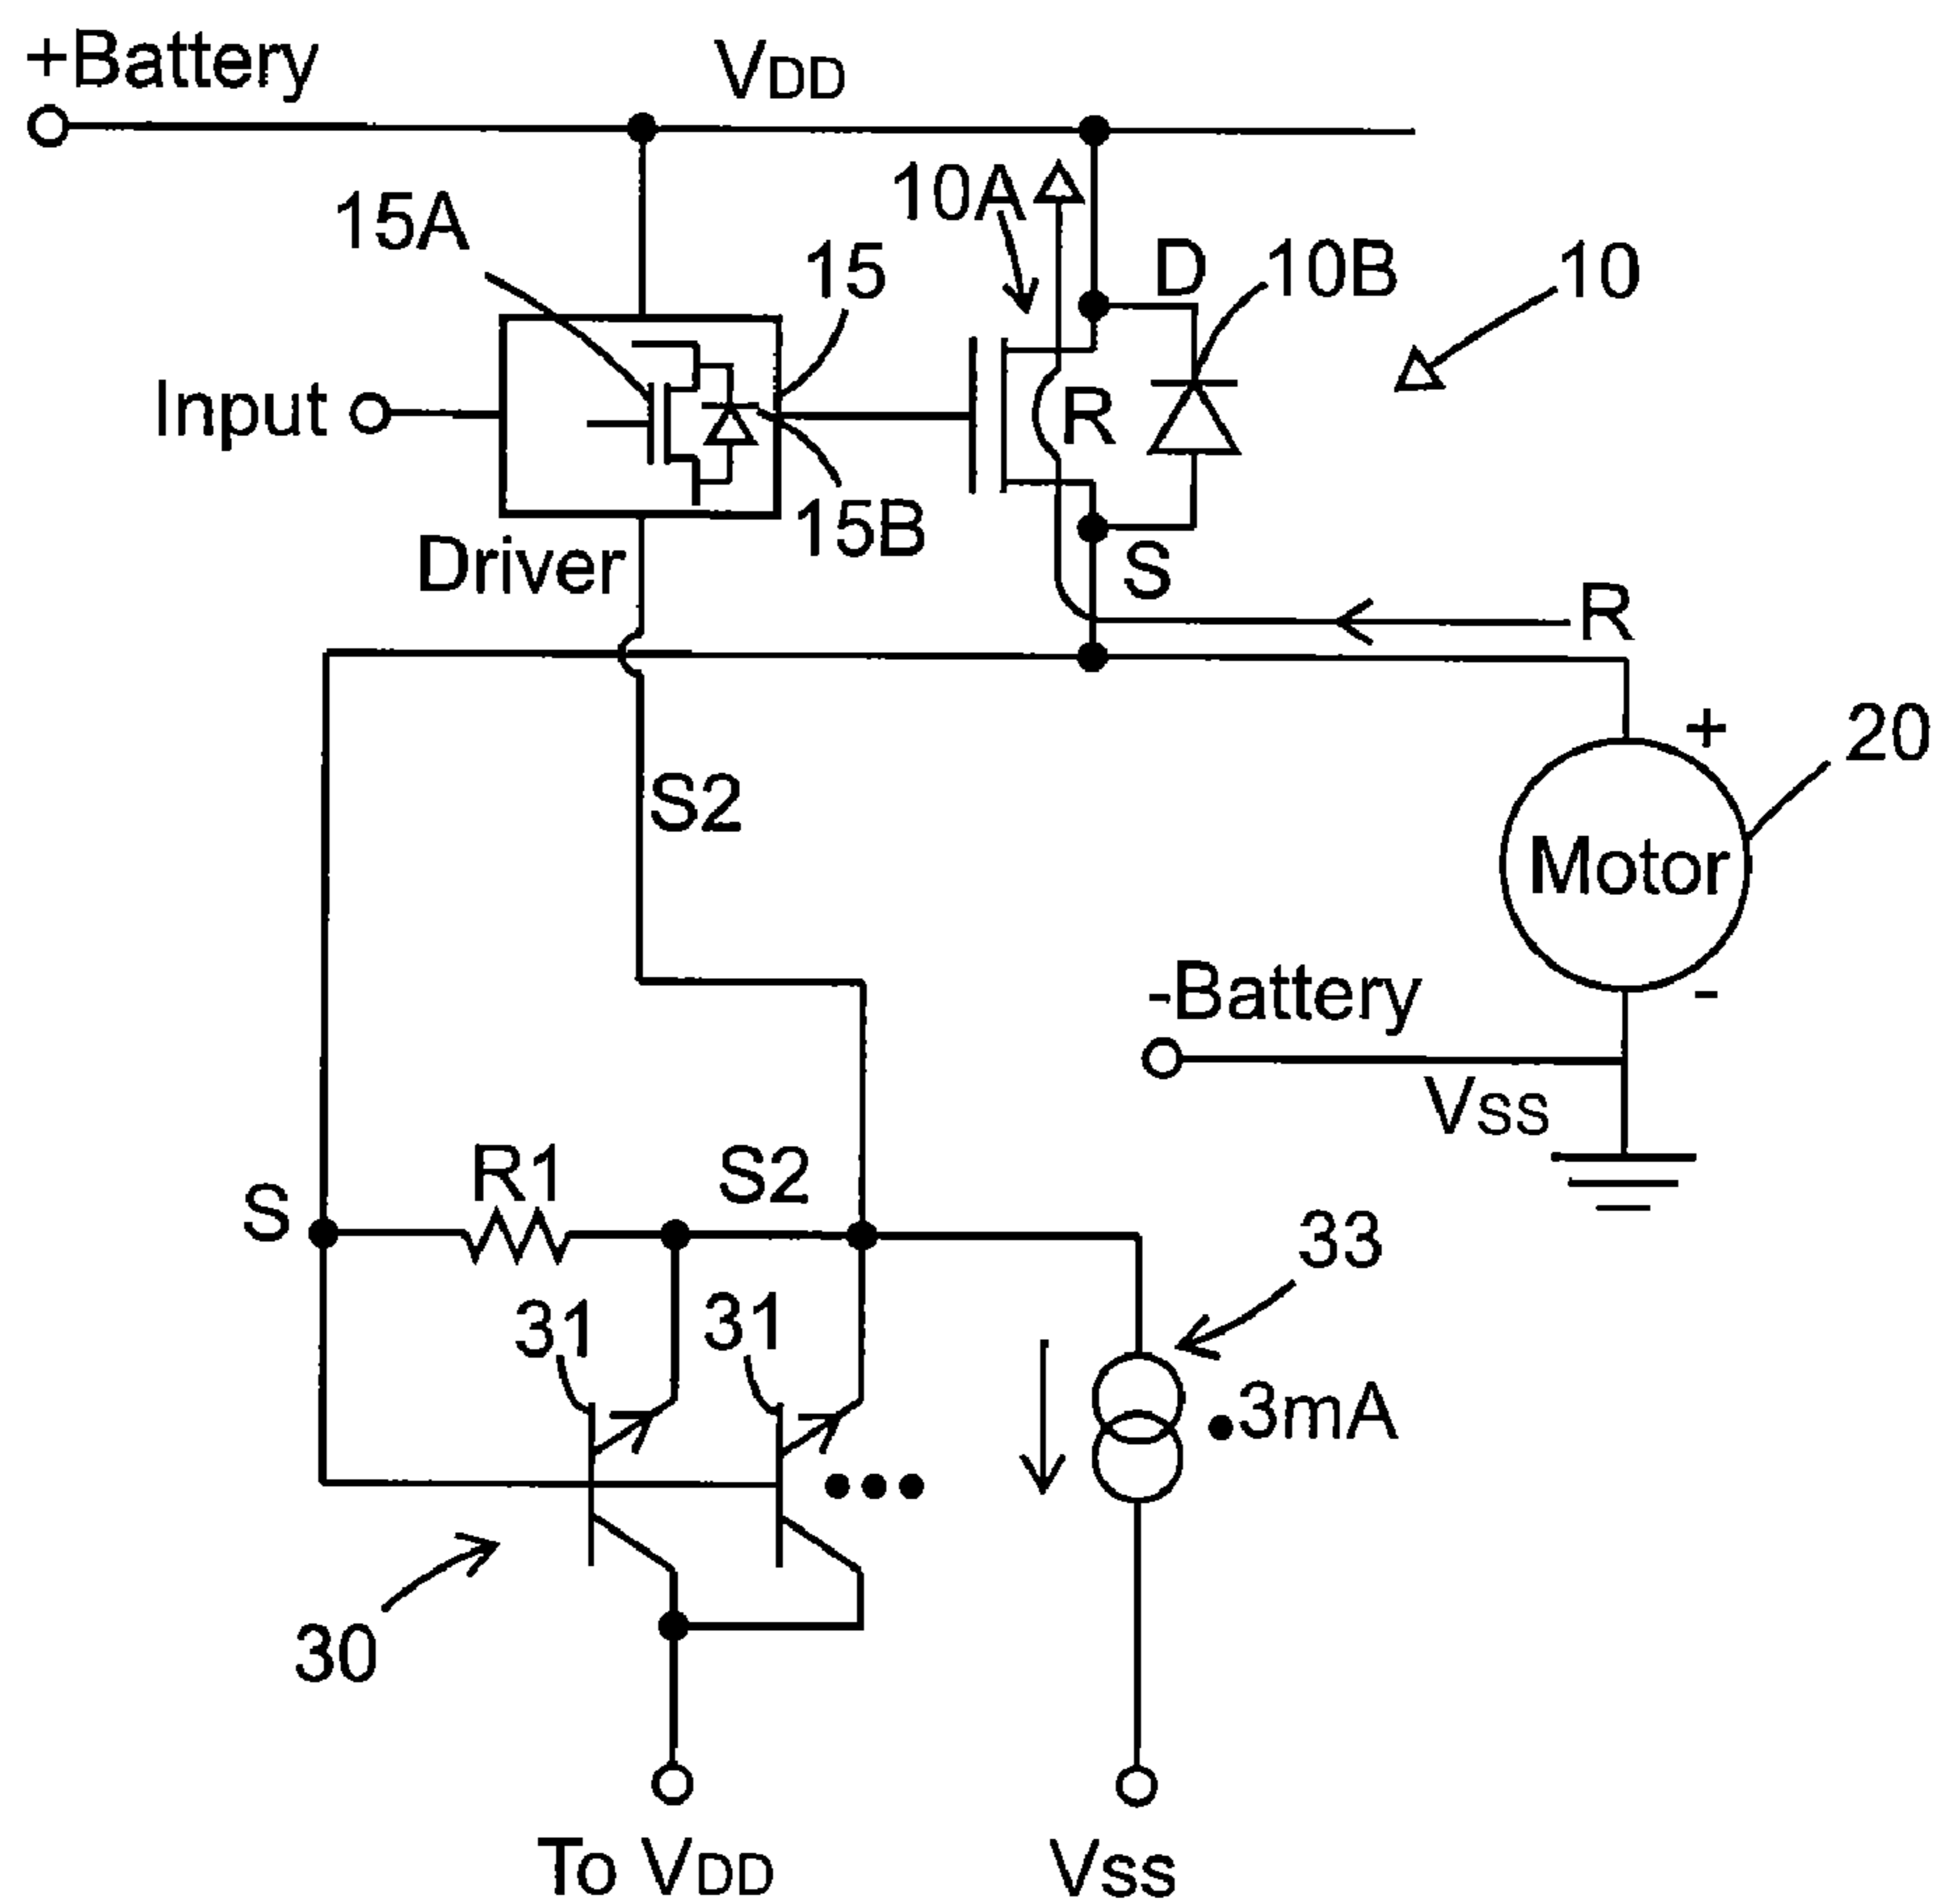 +Battery
VDD
15A
10A
15
D
10B
10
Input
R
15B
Driver
S
R
S2
+
20
Motor
-Battery
-
VSS
R1
S2
S
33
31
31
.3mA
30
To VDD
VSS